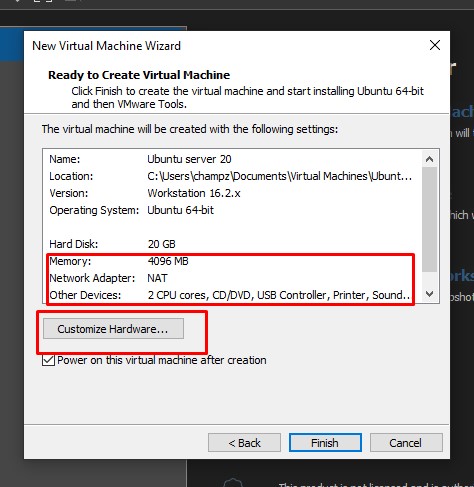 New Virtual Machine Wizard
Ready to Create Virtual Machine
Click Finish to create the virtual machine and start installing Ubuntu 64-bit
and then VMware Tools.
The virtual machine will be created with the following settings:
Name: Ubuntu server 20
Location: C:\Users\champz\Documents\Virtual Machines\Ubunt...
Version: Workstation 16.2.x
Operating System: Ubuntu 64-bit
Hard Disk: 20 GB
Memory: 4096 MB
Network Adapter: NAT
Other Devices: 2 CPU cores, CD/DVD, USB Controller, Printer, Sound...
Customize Hardware...
Power on this virtual machine after creation
< Back Finish Cancel